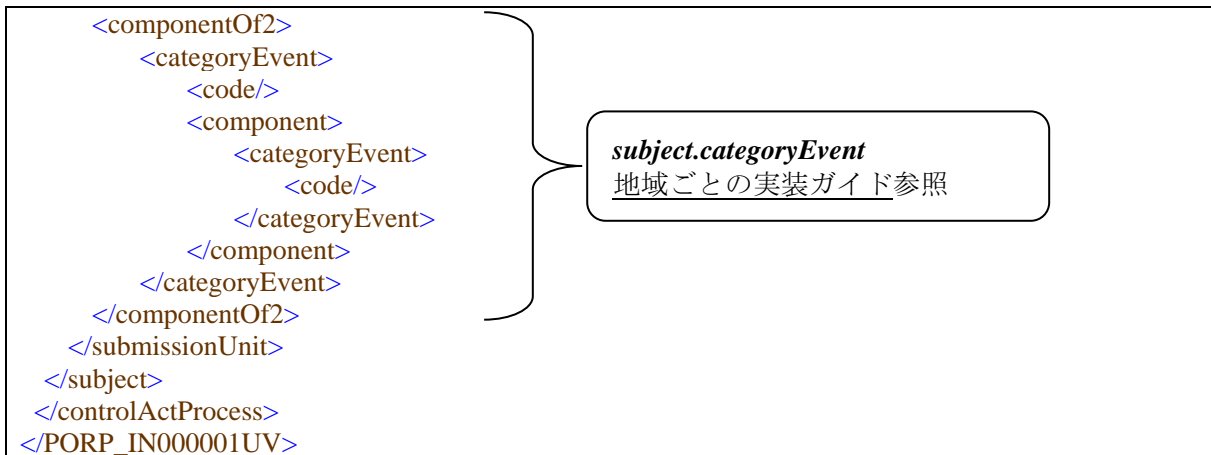 <componentOf2>
<categoryEvent>
<code/>
<component>
<categoryEvent>
<code/>
</categoryEvent>
</component>
</categoryEvent>
</componentOf2>
</submissionUnit>
</subject>
</controlActProcess>
</PORP_IN000001UV>
subject.categoryEvent
地域ごとの実装ガイド参照